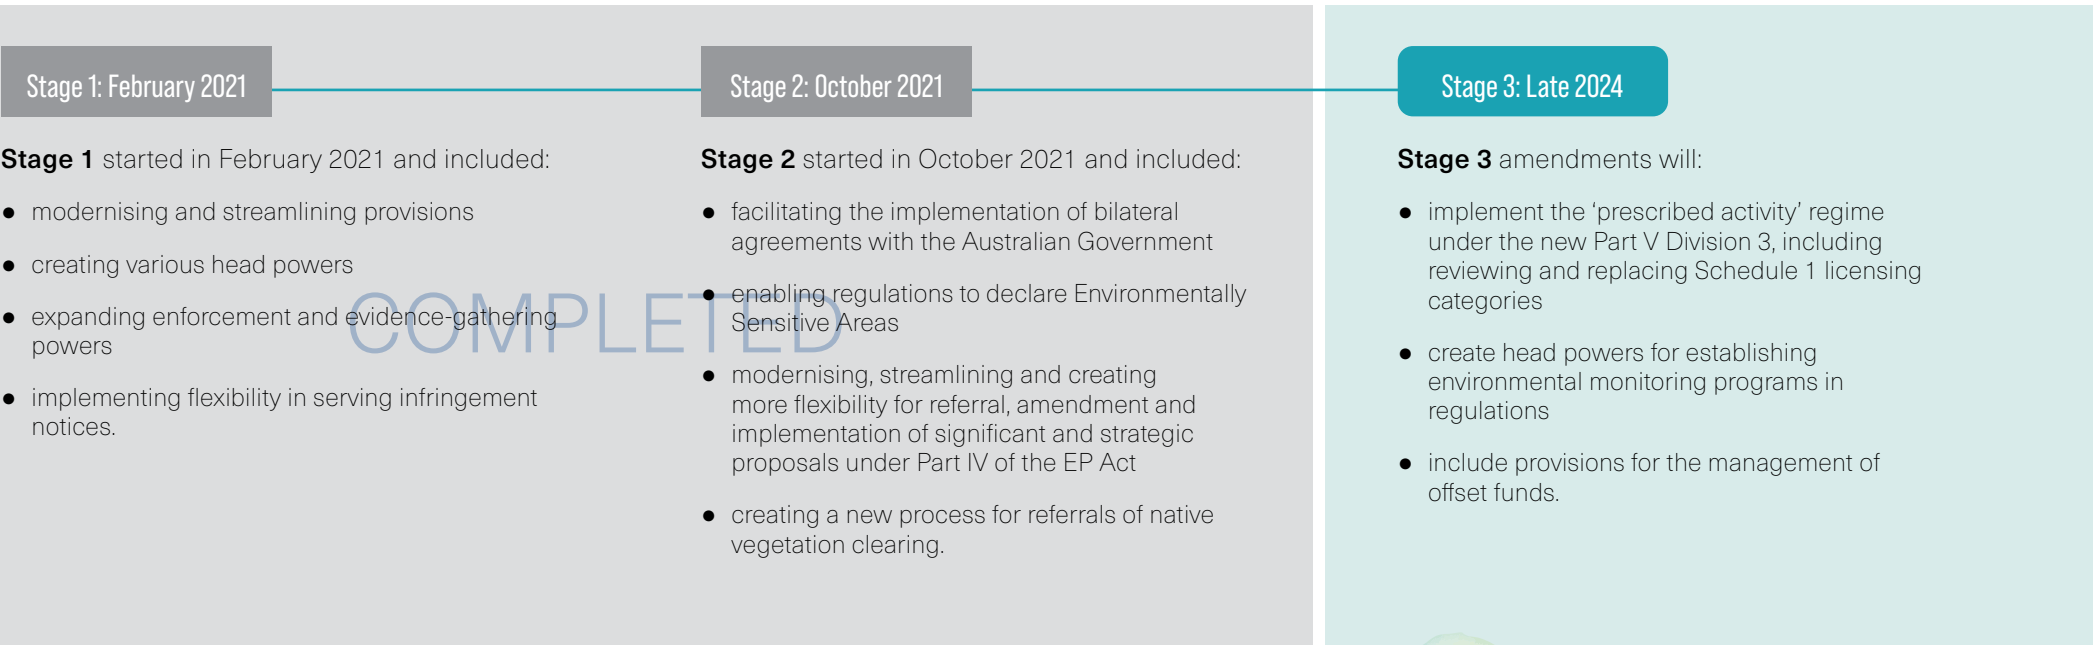 Stage 1: February 2021
Stage 1 started in February 2021 and included:
● modernising and streamlining provisions
● creating various head powers
● expanding enforcement and evidence-gathering
powers
● implementing flexibility in serving infringement
notices.
COMPLETED
Stage 2: October 2021
Stage 2 started in October 2021 and included:
● facilitating the implementation of bilateral
agreements with the Australian Government
● enabling regulations to declare Environmentally
Sensitive Areas
● modernising, streamlining and creating
more flexibility for referral, amendment and
implementation of significant and strategic
proposals under Part IV of the EP Act
● creating a new process for referrals of native
vegetation clearing.
Stage 3: Late 2024
Stage 3 amendments will:
● implement the ‘prescribed activity’ regime
under the new Part V Division 3, including
reviewing and replacing Schedule 1 licensing
categories
● create head powers for establishing
environmental monitoring programs in
regulations
● include provisions for the management of
offset funds.